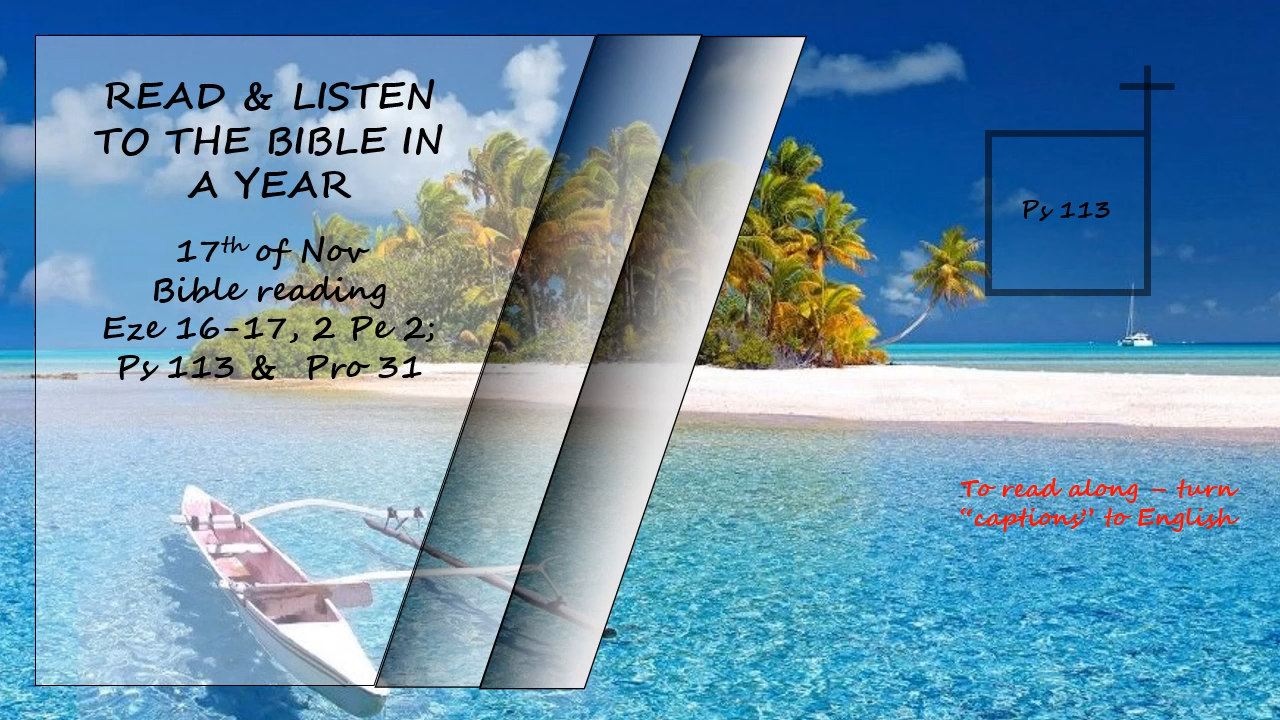 READ & LISTEN
TO THE BIBLE IN
A YEAR
17th of Nov
Bible reading
Eze 16-17, 2 Pe 2;
Ps 113 & Pro 31
Ps 113
To read along – turn
“captions” to English